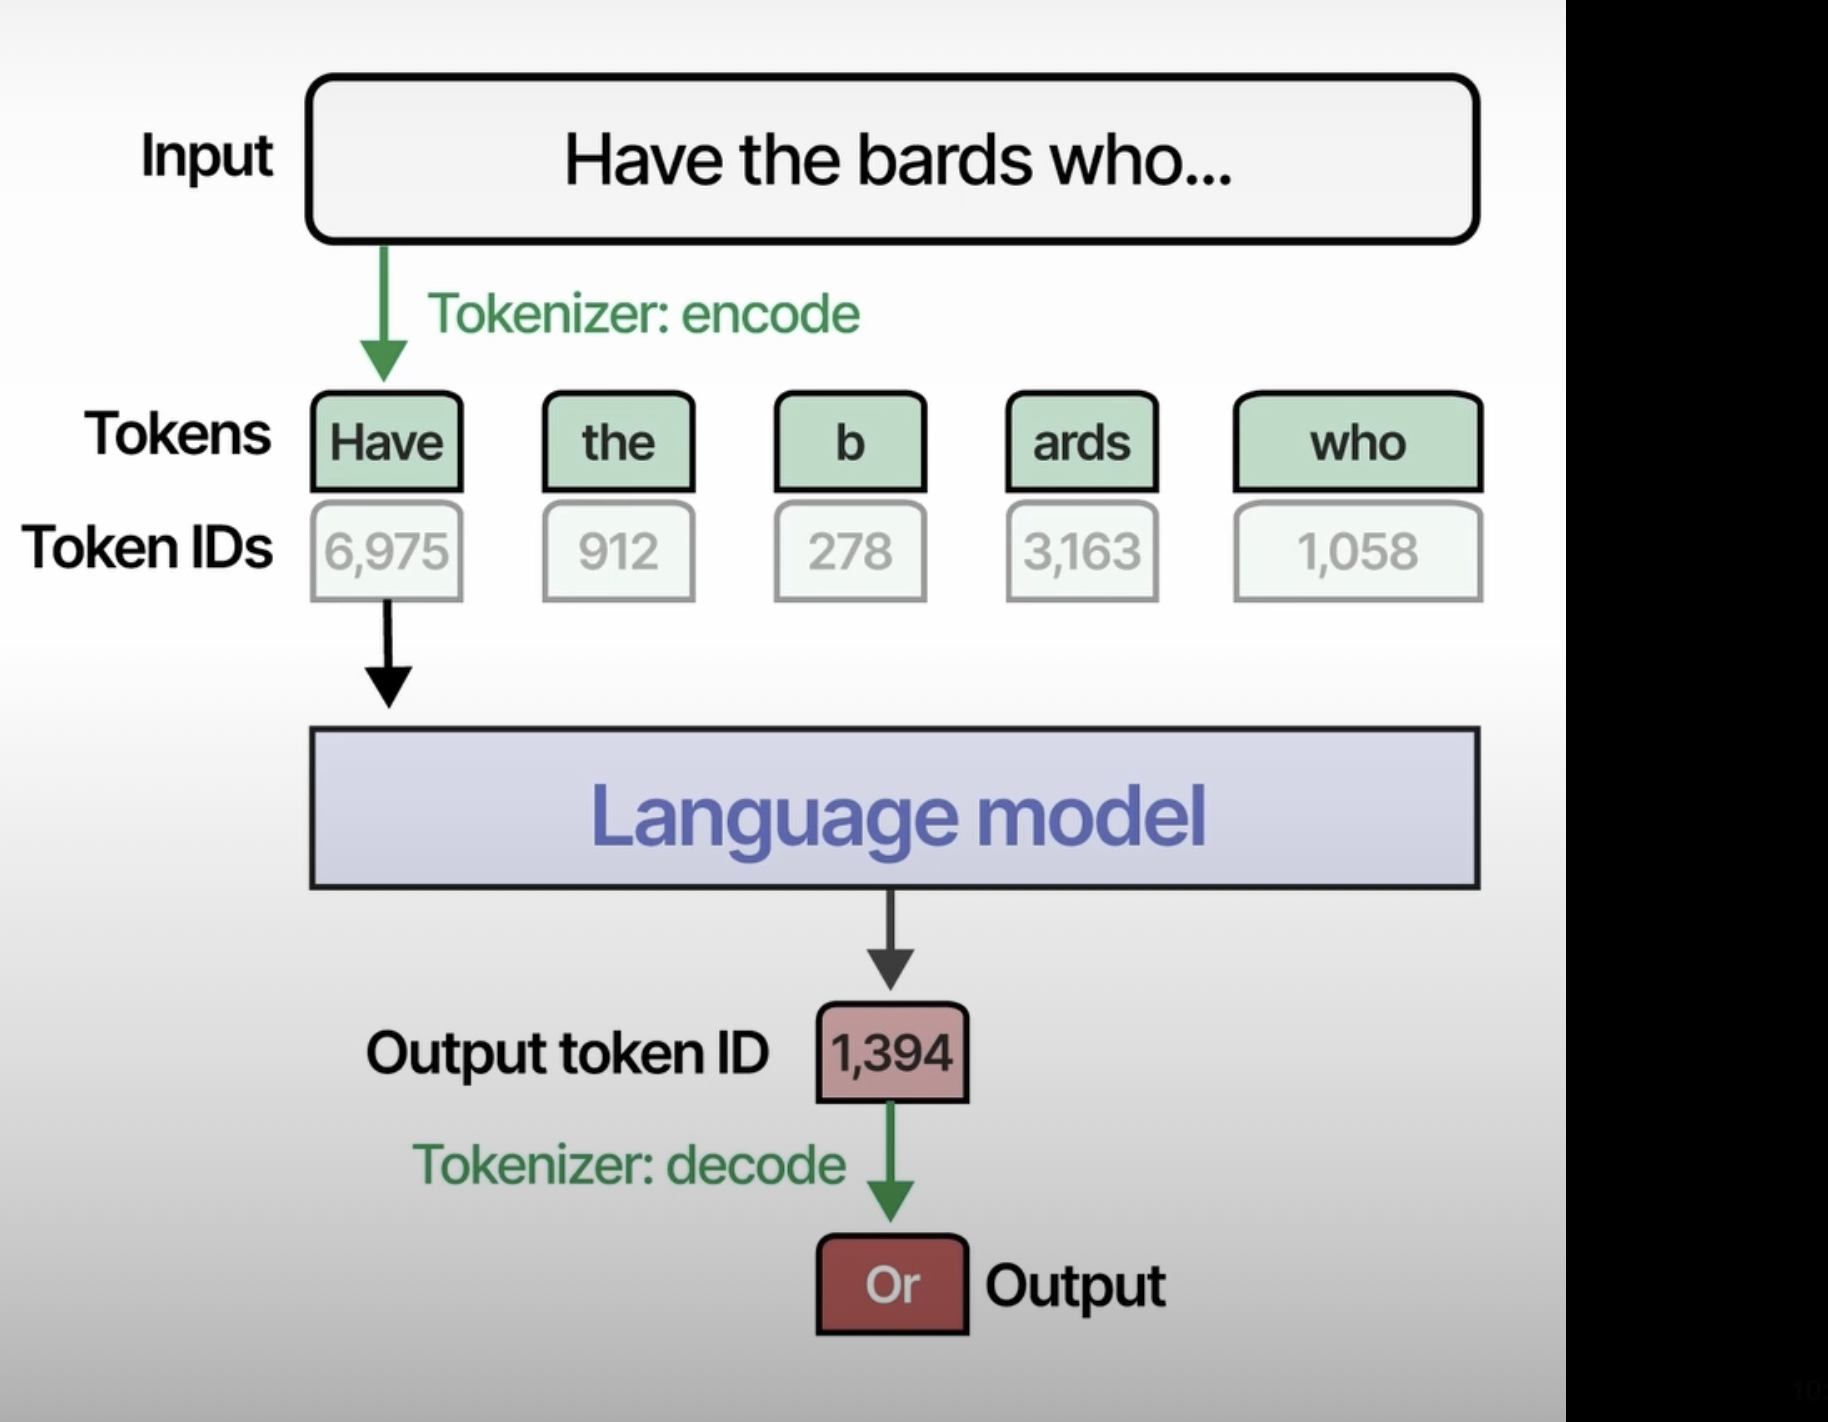 Input
Have the bards who...
Tokenizer: encode
Tokens Have the b ards who
Token IDs 6,975 912 278 3,163 1,058
Language model
Output token ID 1,394
Tokenizer: decode
Or Output